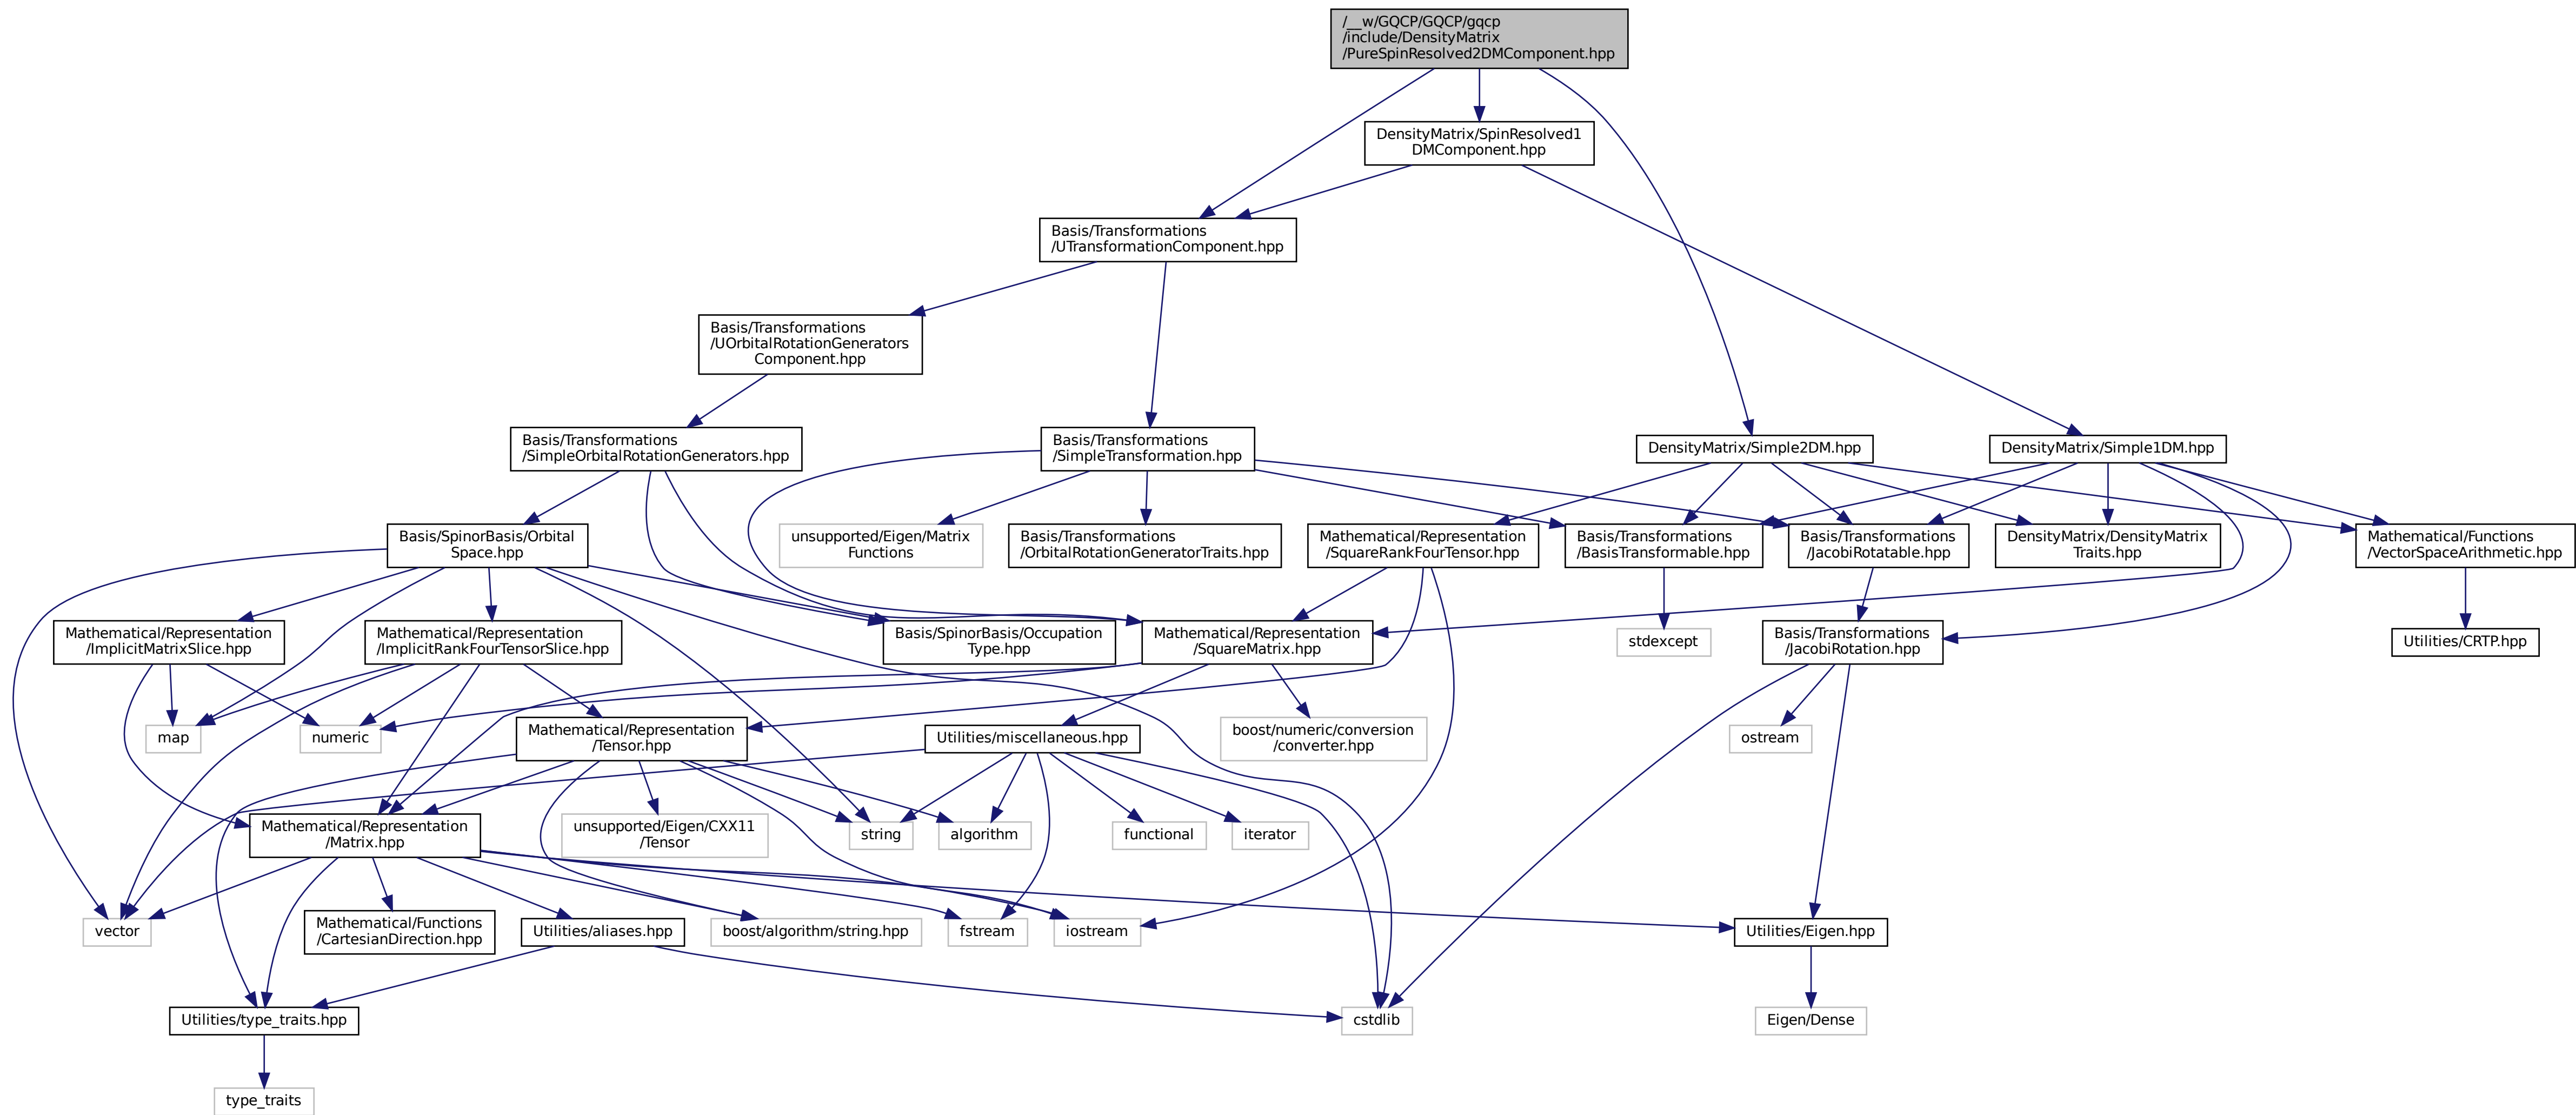 /__w/GQCP/GQCP/gqcp
/include/DensityMatrix
/PureSpinResolved2DMComponent.hpp
DensityMatrix/SpinResolved1
DMComponent.hpp
Basis/Transformations
/UTransformationComponent.hpp
Basis/Transformations
/UOrbitalRotationGenerators
Component.hpp
Basis/Transformations
/SimpleOrbitalRotationGenerators.hpp
Basis/Transformations
/SimpleTransformation.hpp
DensityMatrix/Simple2DM.hpp
DensityMatrix/Simple1DM.hpp
Basis/SpinorBasis/Orbital
Space.hpp
unsupported/Eigen/Matrix
Functions
Basis/Transformations
/OrbitalRotationGeneratorTraits.hpp
Mathematical/Representation
/SquareRankFourTensor.hpp
Basis/Transformations
/BasisTransformable.hpp
Basis/Transformations
/JacobiRotatable.hpp
DensityMatrix/DensityMatrix
Traits.hpp
Mathematical/Functions
/VectorSpaceArithmetic.hpp
Mathematical/Representation
/ImplicitMatrixSlice.hpp
Mathematical/Representation
/ImplicitRankFourTensorSlice.hpp
Basis/SpinorBasis/Occupation
Type.hpp
Mathematical/Representation
/SquareMatrix.hpp
stdexcept
Basis/Transformations
/JacobiRotation.hpp
Utilities/CRTP.hpp
map
numeric
Mathematical/Representation
/Tensor.hpp
Utilities/miscellaneous.hpp
boost/numeric/conversion
/converter.hpp
ostream
Mathematical/Representation
/Matrix.hpp
unsupported/Eigen/CXX11
/Tensor
string
algorithm
functional
iterator
vector
Mathematical/Functions
/CartesianDirection.hpp
Utilities/aliases.hpp
boost/algorithm/string.hpp
fstream
iostream
Utilities/Eigen.hpp
Utilities/type_traits.hpp
cstdlib
Eigen/Dense
type_traits